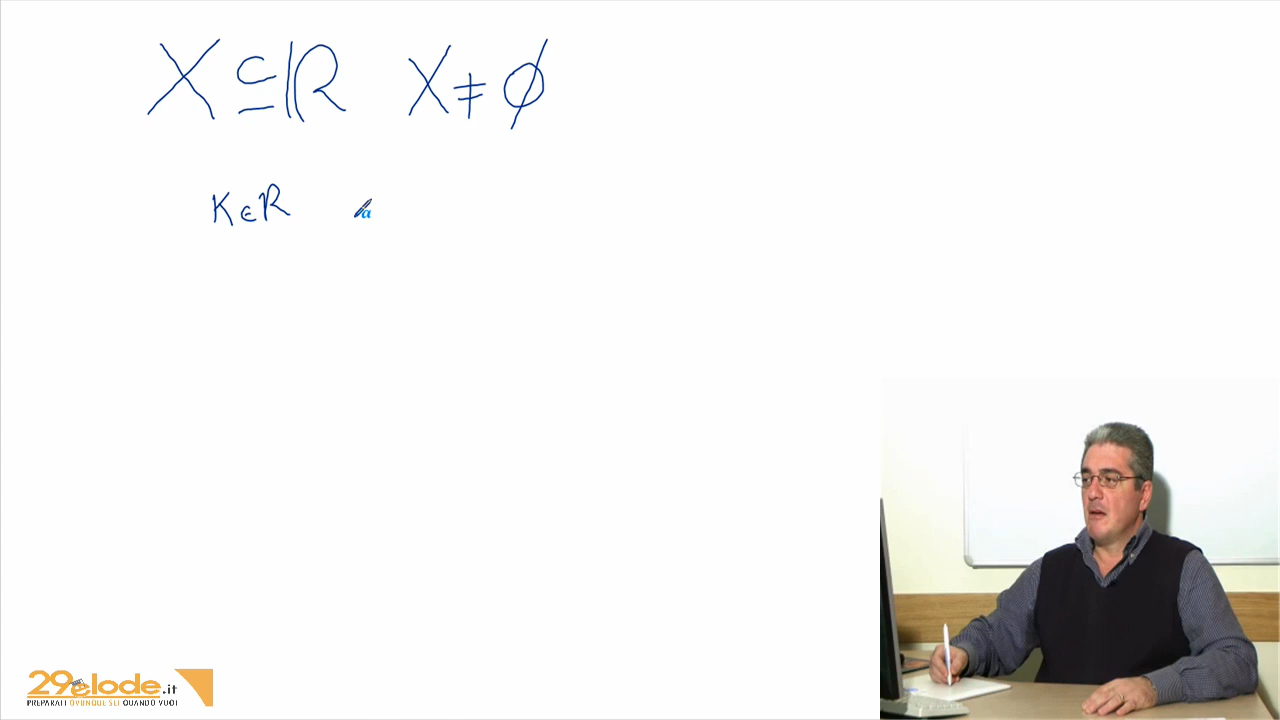 X ⊆ ℝ X ≠ ∅
K ∈ ℝ
29elode.it
PREPARATI OVUNQUE SEI QUANDO VUOI